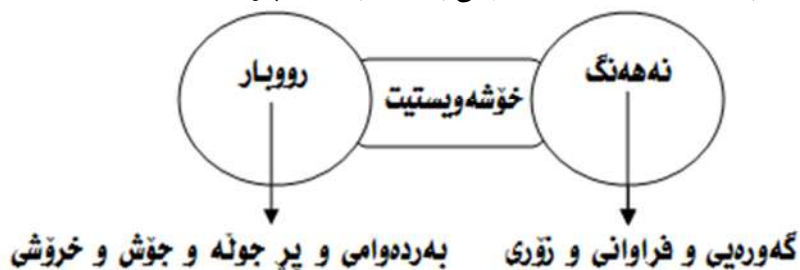 نەهەنگ
خۆشەویستیت
ڕووبار
گەورەیی و فراوانی و زۆری
بەردەوامی و پڕ جوڵە و جۆش و خرۆشی